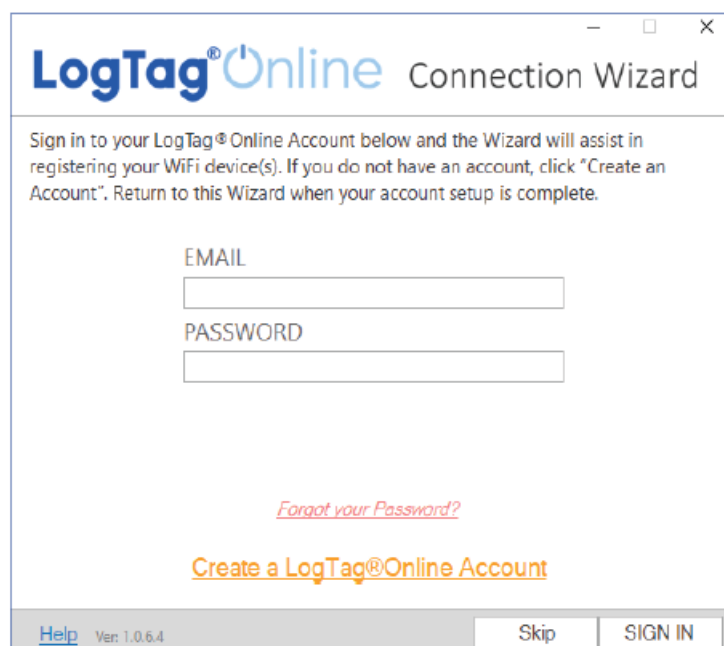 LogTag®Online Connection Wizard
Sign in to your LogTag® Online Account below and the Wizard will assist in
registering your WiFi device(s). If you do not have an account, click "Create an
Account". Return to this Wizard when your account setup is complete.
EMAIL
PASSWORD
Forgot your Password?
Create a LogTag®Online Account
Help Ver: 1.0.6.4 Skip SIGN IN